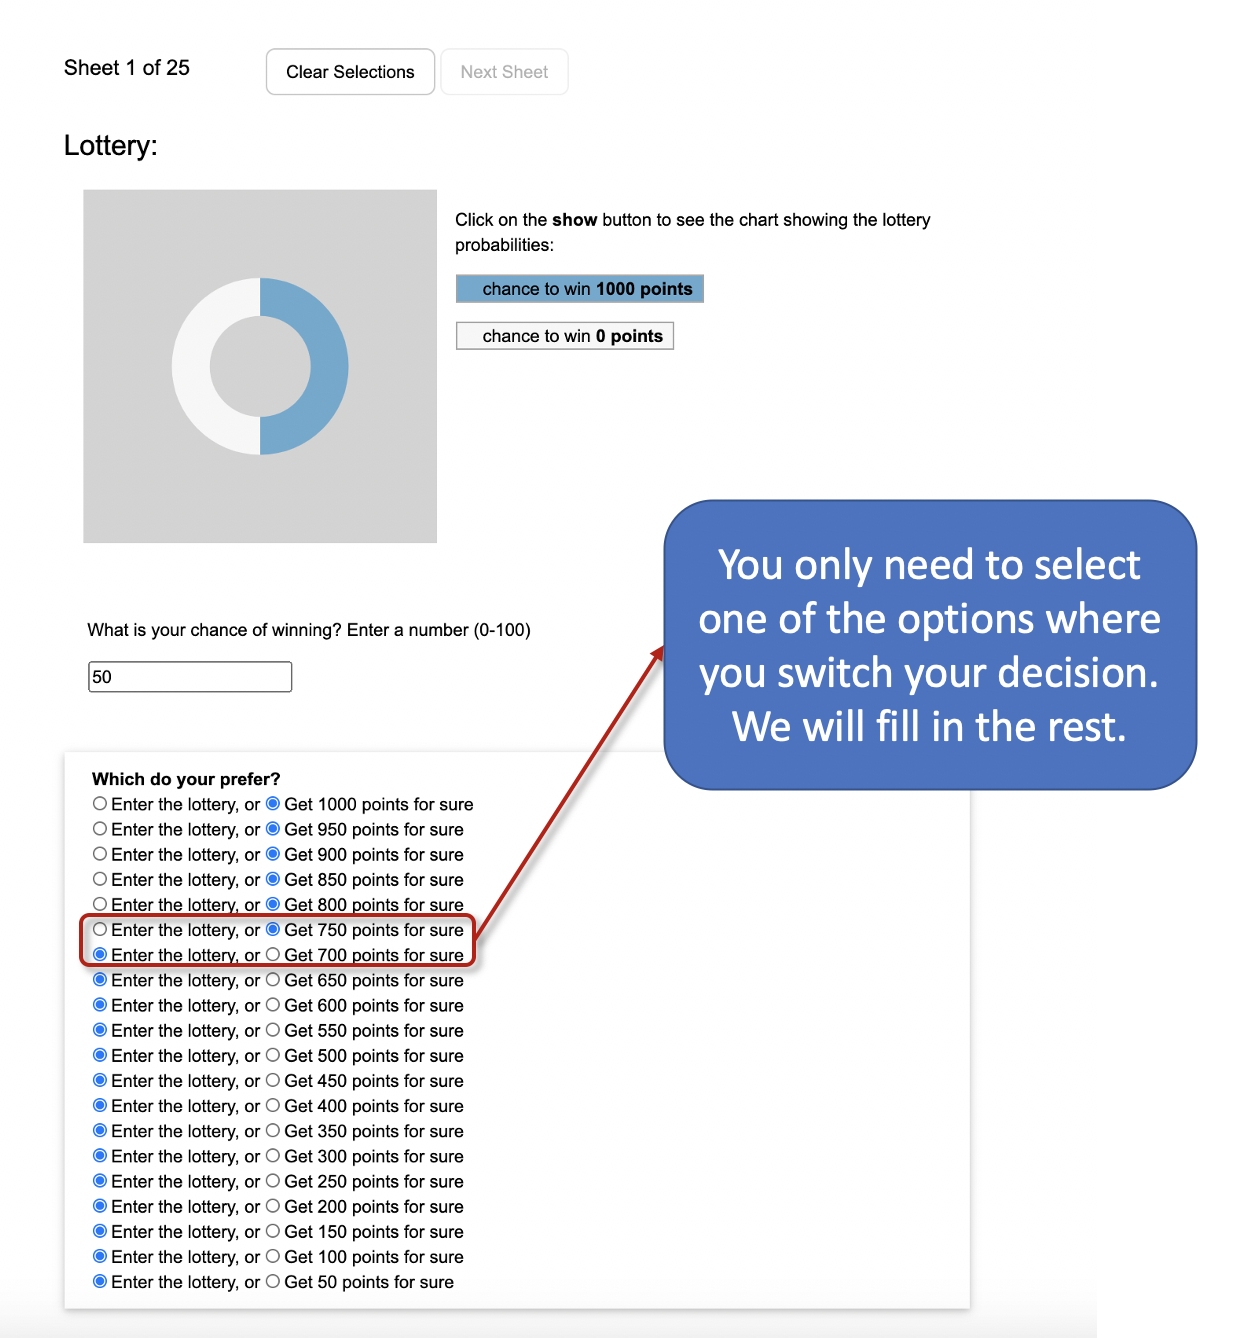 Sheet 1 of 25
Clear Selections
Next Sheet
Lottery:
Click on the show button to see the chart showing the lottery
probabilities:
chance to win 1000 points
chance to win 0 points
You only need to select
one of the options where
you switch your decision.
We will fill in the rest.
What is your chance of winning? Enter a number (0-100)
50
Which do your prefer?
Enter the lottery, or Get 1000 points for sure
Enter the lottery, or Get 950 points for sure
Enter the lottery, or Get 900 points for sure
Enter the lottery, or Get 850 points for sure
Enter the lottery, or Get 800 points for sure
Enter the lottery, or Get 750 points for sure
Enter the lottery, or Get 700 points for sure
Enter the lottery, or Get 650 points for sure
Enter the lottery, or Get 600 points for sure
Enter the lottery, or Get 550 points for sure
Enter the lottery, or Get 500 points for sure
Enter the lottery, or Get 450 points for sure
Enter the lottery, or Get 400 points for sure
Enter the lottery, or Get 350 points for sure
Enter the lottery, or Get 300 points for sure
Enter the lottery, or Get 250 points for sure
Enter the lottery, or Get 200 points for sure
Enter the lottery, or Get 150 points for sure
Enter the lottery, or Get 100 points for sure
Enter the lottery, or Get 50 points for sure